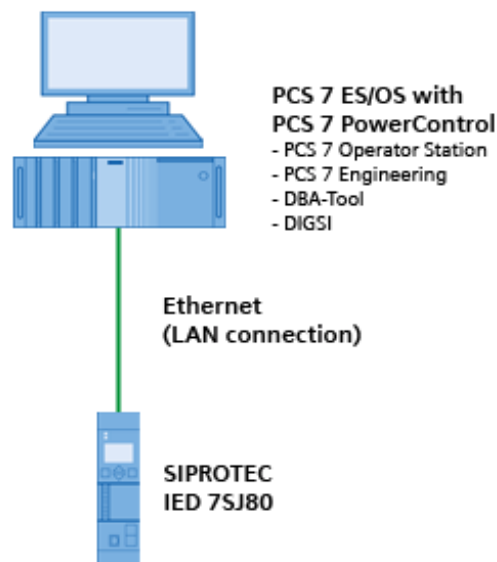 PCS 7 ES/OS with
PCS 7 PowerControl
- PCS 7 Operator Station
- PCS 7 Engineering
- DBA-Tool
- DIGSI
Ethernet
(LAN connection)
SIPROTEC
IED 7SJ80